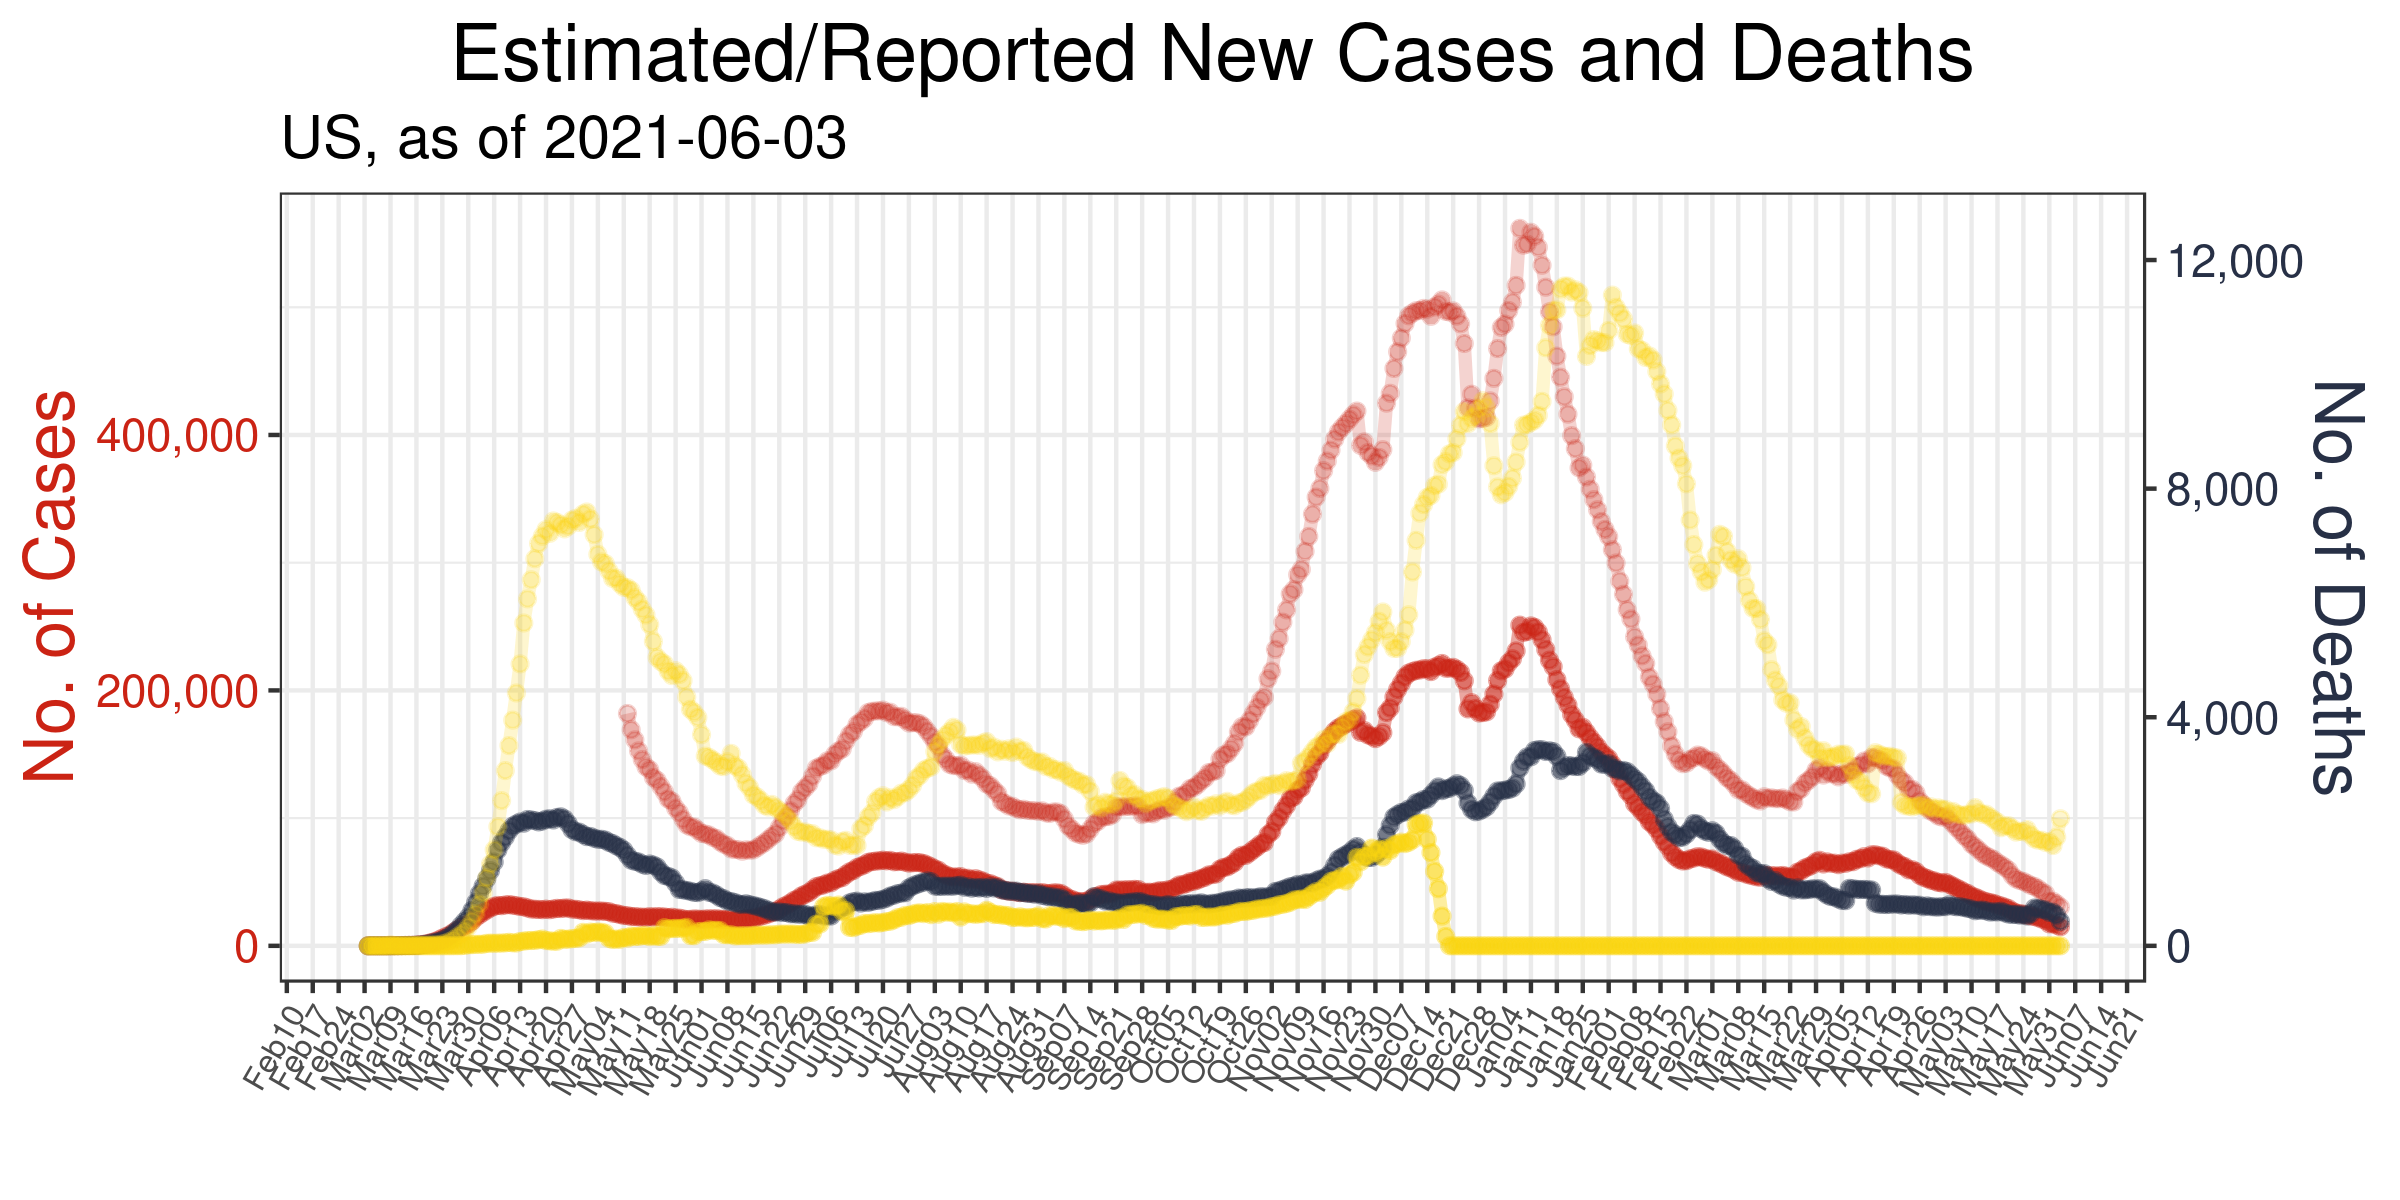 Estimated/Reported New Cases and Deaths
US, as of 2021-06-03
No. of Cases
400,000
200,000
0
12,000
8,000
4,000
0
No. of Deaths
Feb10
Feb17
Feb24
Mar02
Mar09
Mar16
Mar23
Mar30
Apr06
Apr13
Apr20
Apr27
May04
May11
May18
May25
Jun01
Jun08
Jun15
Jun22
Jun29
Jul06
Jul13
Jul20
Jul27
Aug03
Aug10
Aug17
Aug24
Aug31
Sep07
Sep14
Sep21
Sep28
Oct05
Oct12
Oct19
Oct26
Nov02
Nov09
Nov16
Nov23
Nov30
Dec07
Dec14
Dec21
Dec28
Jan04
Jan11
Jan18
Jan25
Feb01
Feb08
Feb15
Feb22
Mar01
Mar08
Mar15
Mar22
Mar29
Apr05
Apr12
Apr19
Apr26
May03
May10
May17
May24
May31
Jun07
Jun14
Jun21